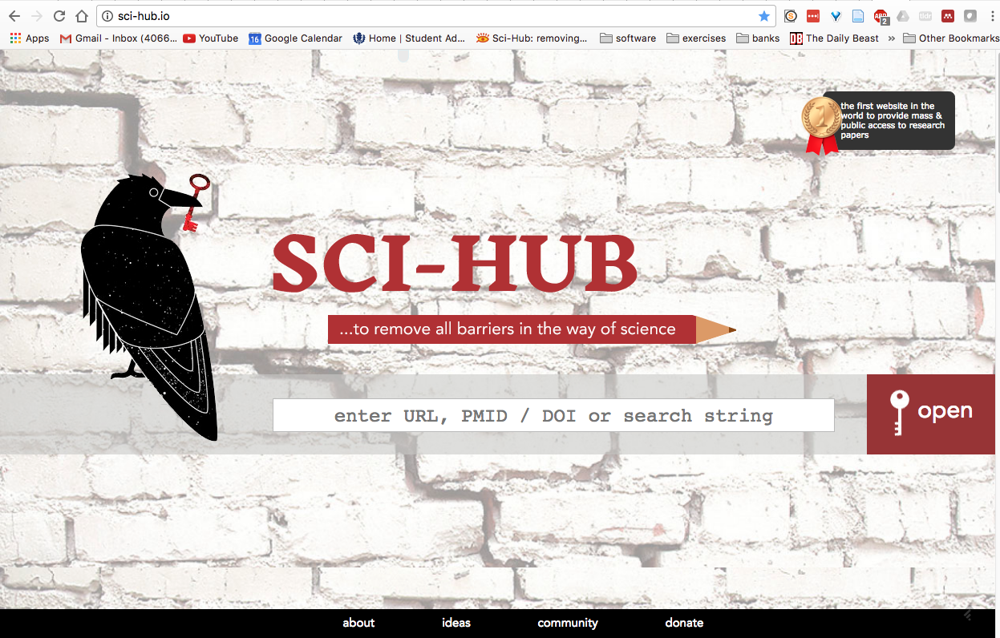 sci-hub.io
Apps Gmail - Inbox (4066... YouTube Google Calendar Home | Student Ad... Sci-Hub: removing... software exercises banks The Daily Beast » Other Bookmarks
the first website in the
world to provide mass &
public access to research
papers
SCI-HUB
...to remove all barriers in the way of science
enter URL, PMID / DOI or search string
open
about ideas community donate